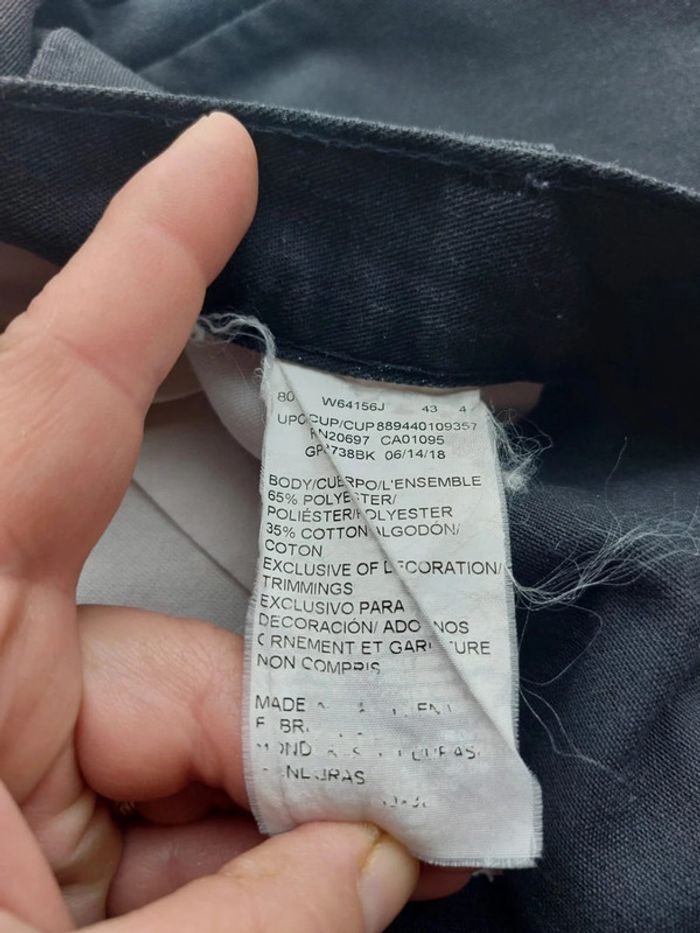 80 W64156J 43 4
UPC/CUP/CUP 889440109357
RN20697 CA01095
06/14/18
BODY/CUERPO/L'ENSEMBLE
65% POLYESTER/
POLIÉSTER/POLYESTER
35% COTTON/ALGODÓN/
COTON
EXCLUSIVE OF DECORATION/
TRIMMINGS
EXCLUSIVO PARA
DECORACIÓN/ ADORNOS
ORNEMENT ET GARNITURE
NON COMPRIS
MADE